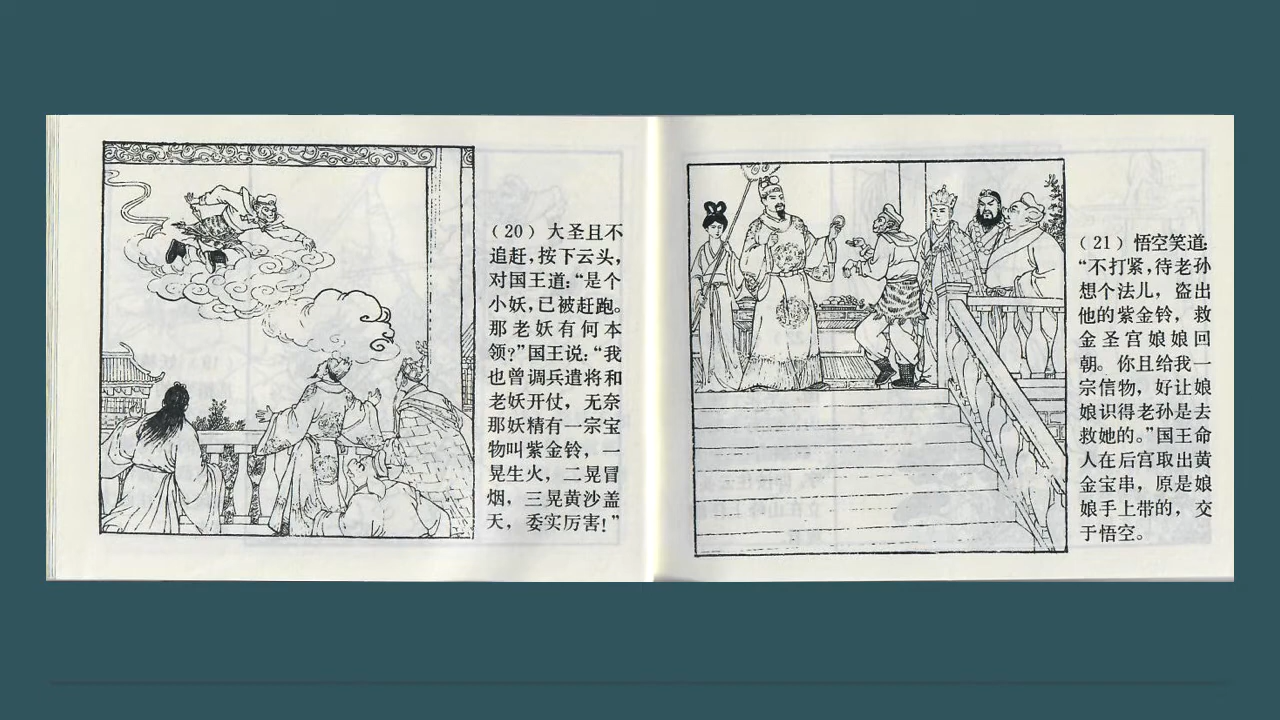 (20) 大圣且不
追赶,按下云头,
对国王道:“是个
小妖,已被赶跑。
那老妖有何本
领?”国王说:“我
也曾调兵遣将和
老妖开仗,无奈
那妖精有一宗宝
物叫紫金铃,一
晃生火,二晃冒
烟,三晃黄沙盖
天,委实厉害!”
(21) 悟空笑道:
“不打紧,待老孙
想个法儿,盗出
他的紫金铃,救
金圣宫娘娘回
朝。你且给我一
宗信物,好让娘
娘识得老孙是去
救她的。”国王命
人在后宫取出黄
金宝串,原是娘
娘手上带的,交
于悟空。